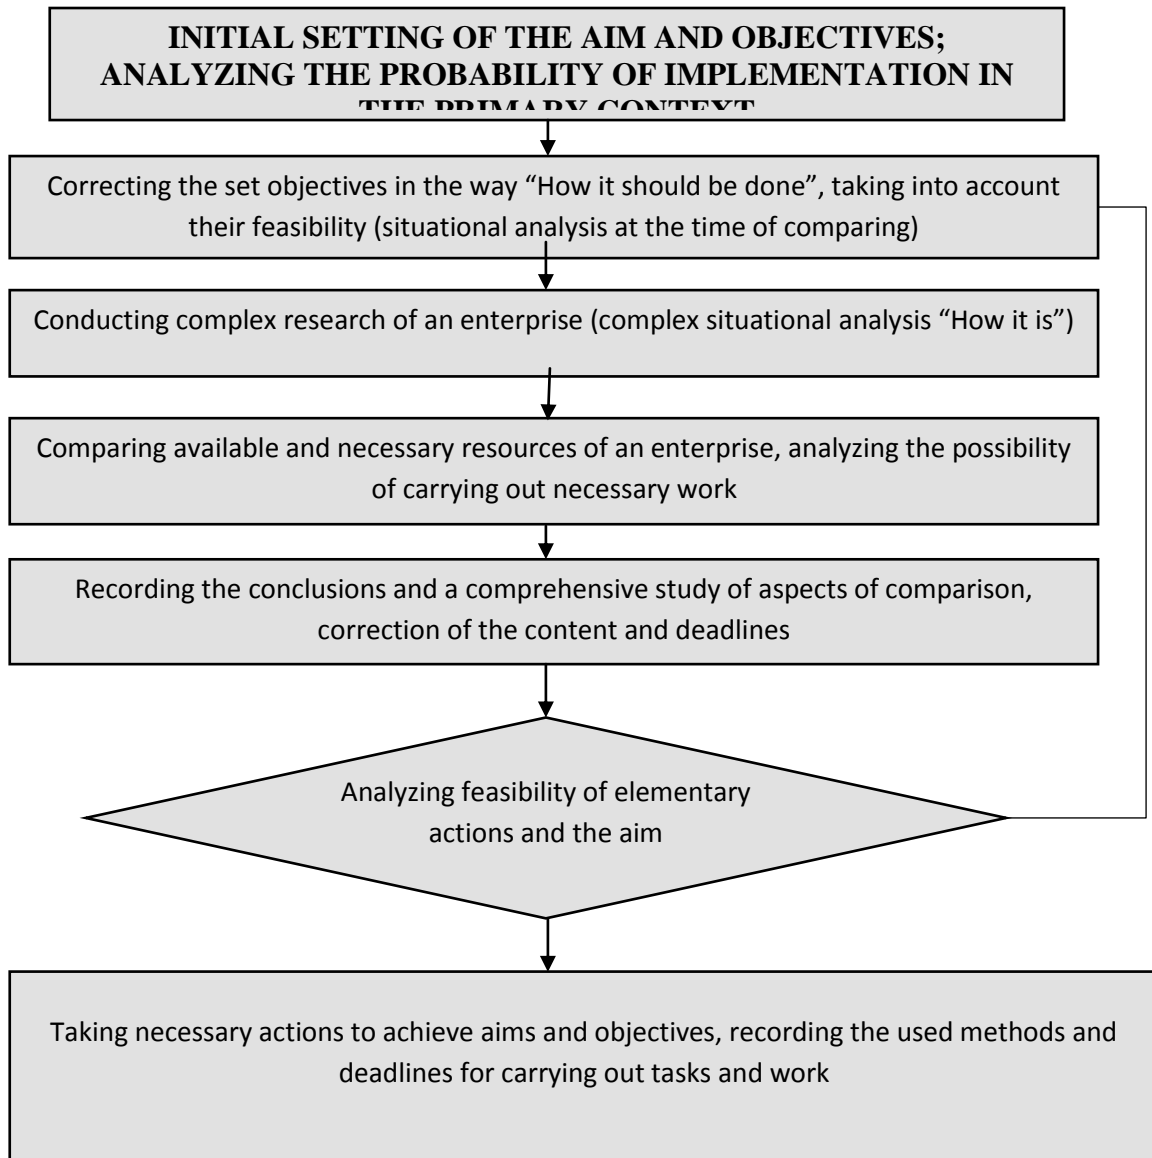 INITIAL SETTING OF THE AIM AND OBJECTIVES;
ANALYZING THE PROBABILITY OF IMPLEMENTATION IN
THE PRIMARY CONTEXT
Correcting the set objectives in the way “How it should be done”, taking into account
their feasibility (situational analysis at the time of comparing)
Conducting complex research of an enterprise (complex situational analysis “How it is”)
Comparing available and necessary resources of an enterprise, analyzing the possibility
of carrying out necessary work
Recording the conclusions and a comprehensive study of aspects of comparison,
correction of the content and deadlines
Analyzing feasibility of elementary
actions and the aim
Taking necessary actions to achieve aims and objectives, recording the used methods and
deadlines for carrying out tasks and work